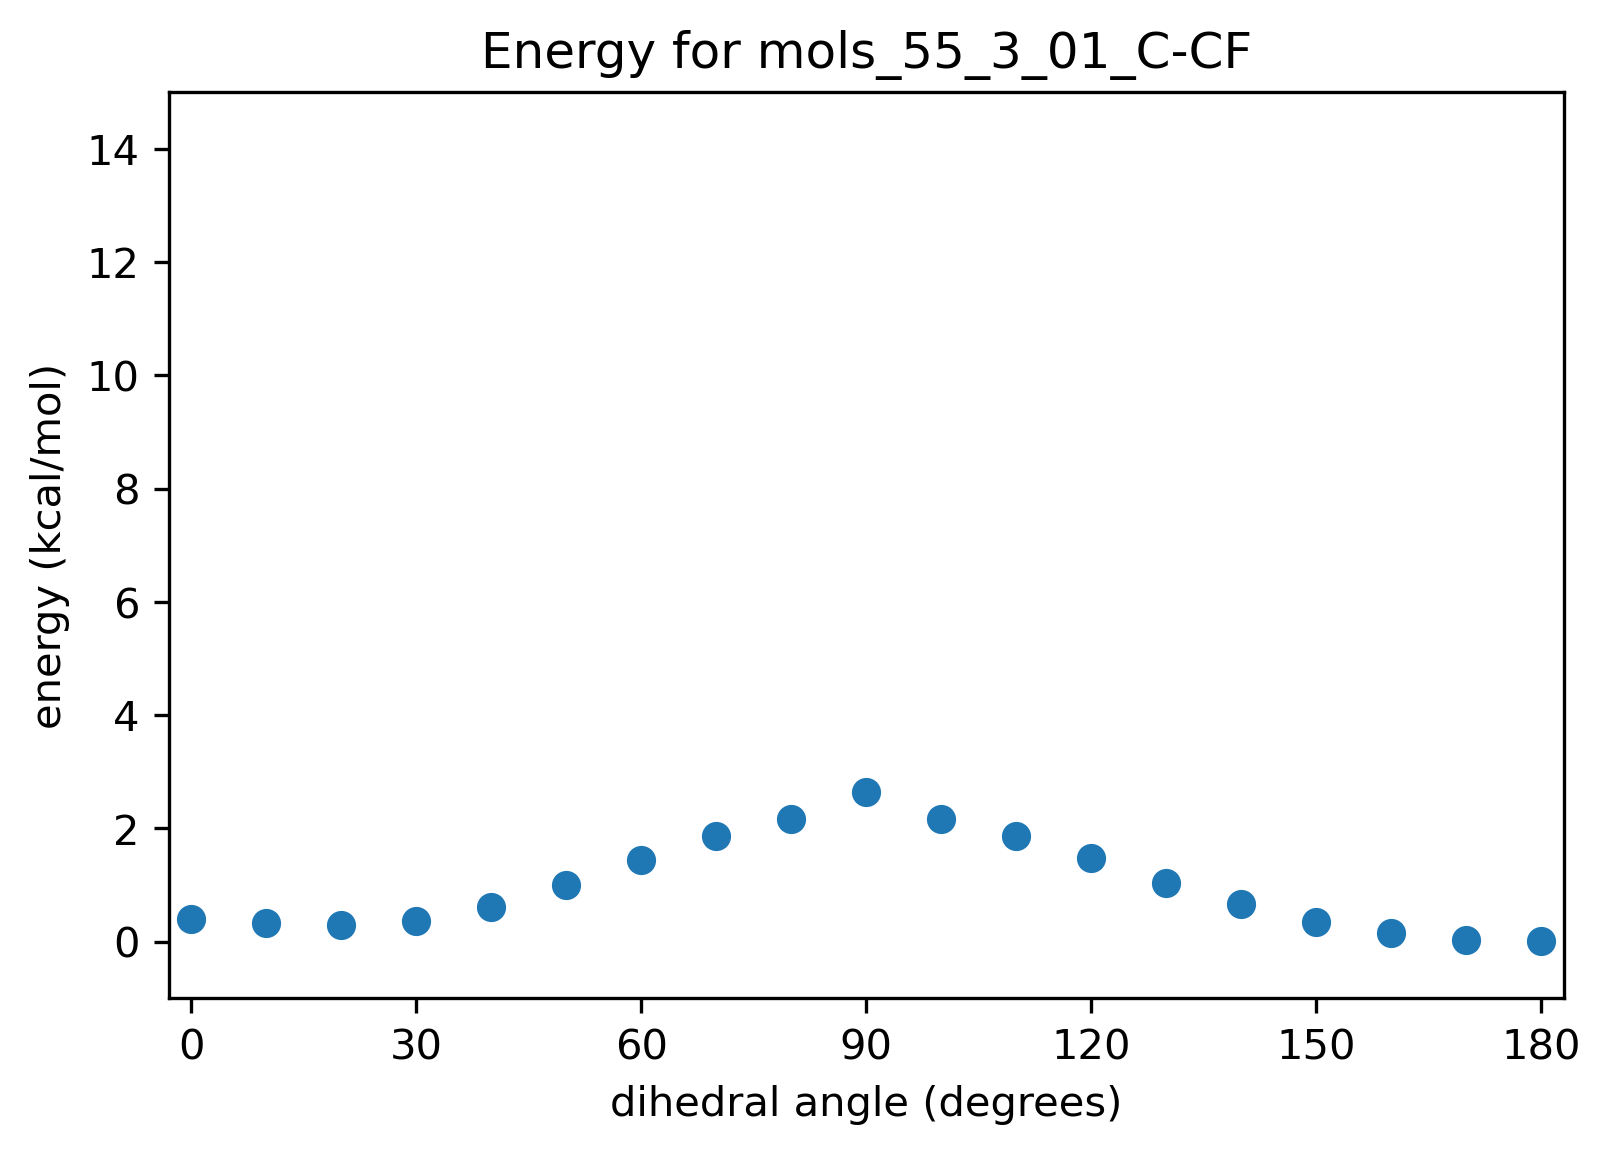 Energy for mols_55_3_01_C-CF
energy (kcal/mol)
14
12
10
8
6
4
2
0
0 30 60 90 120 150 180
dihedral angle (degrees)